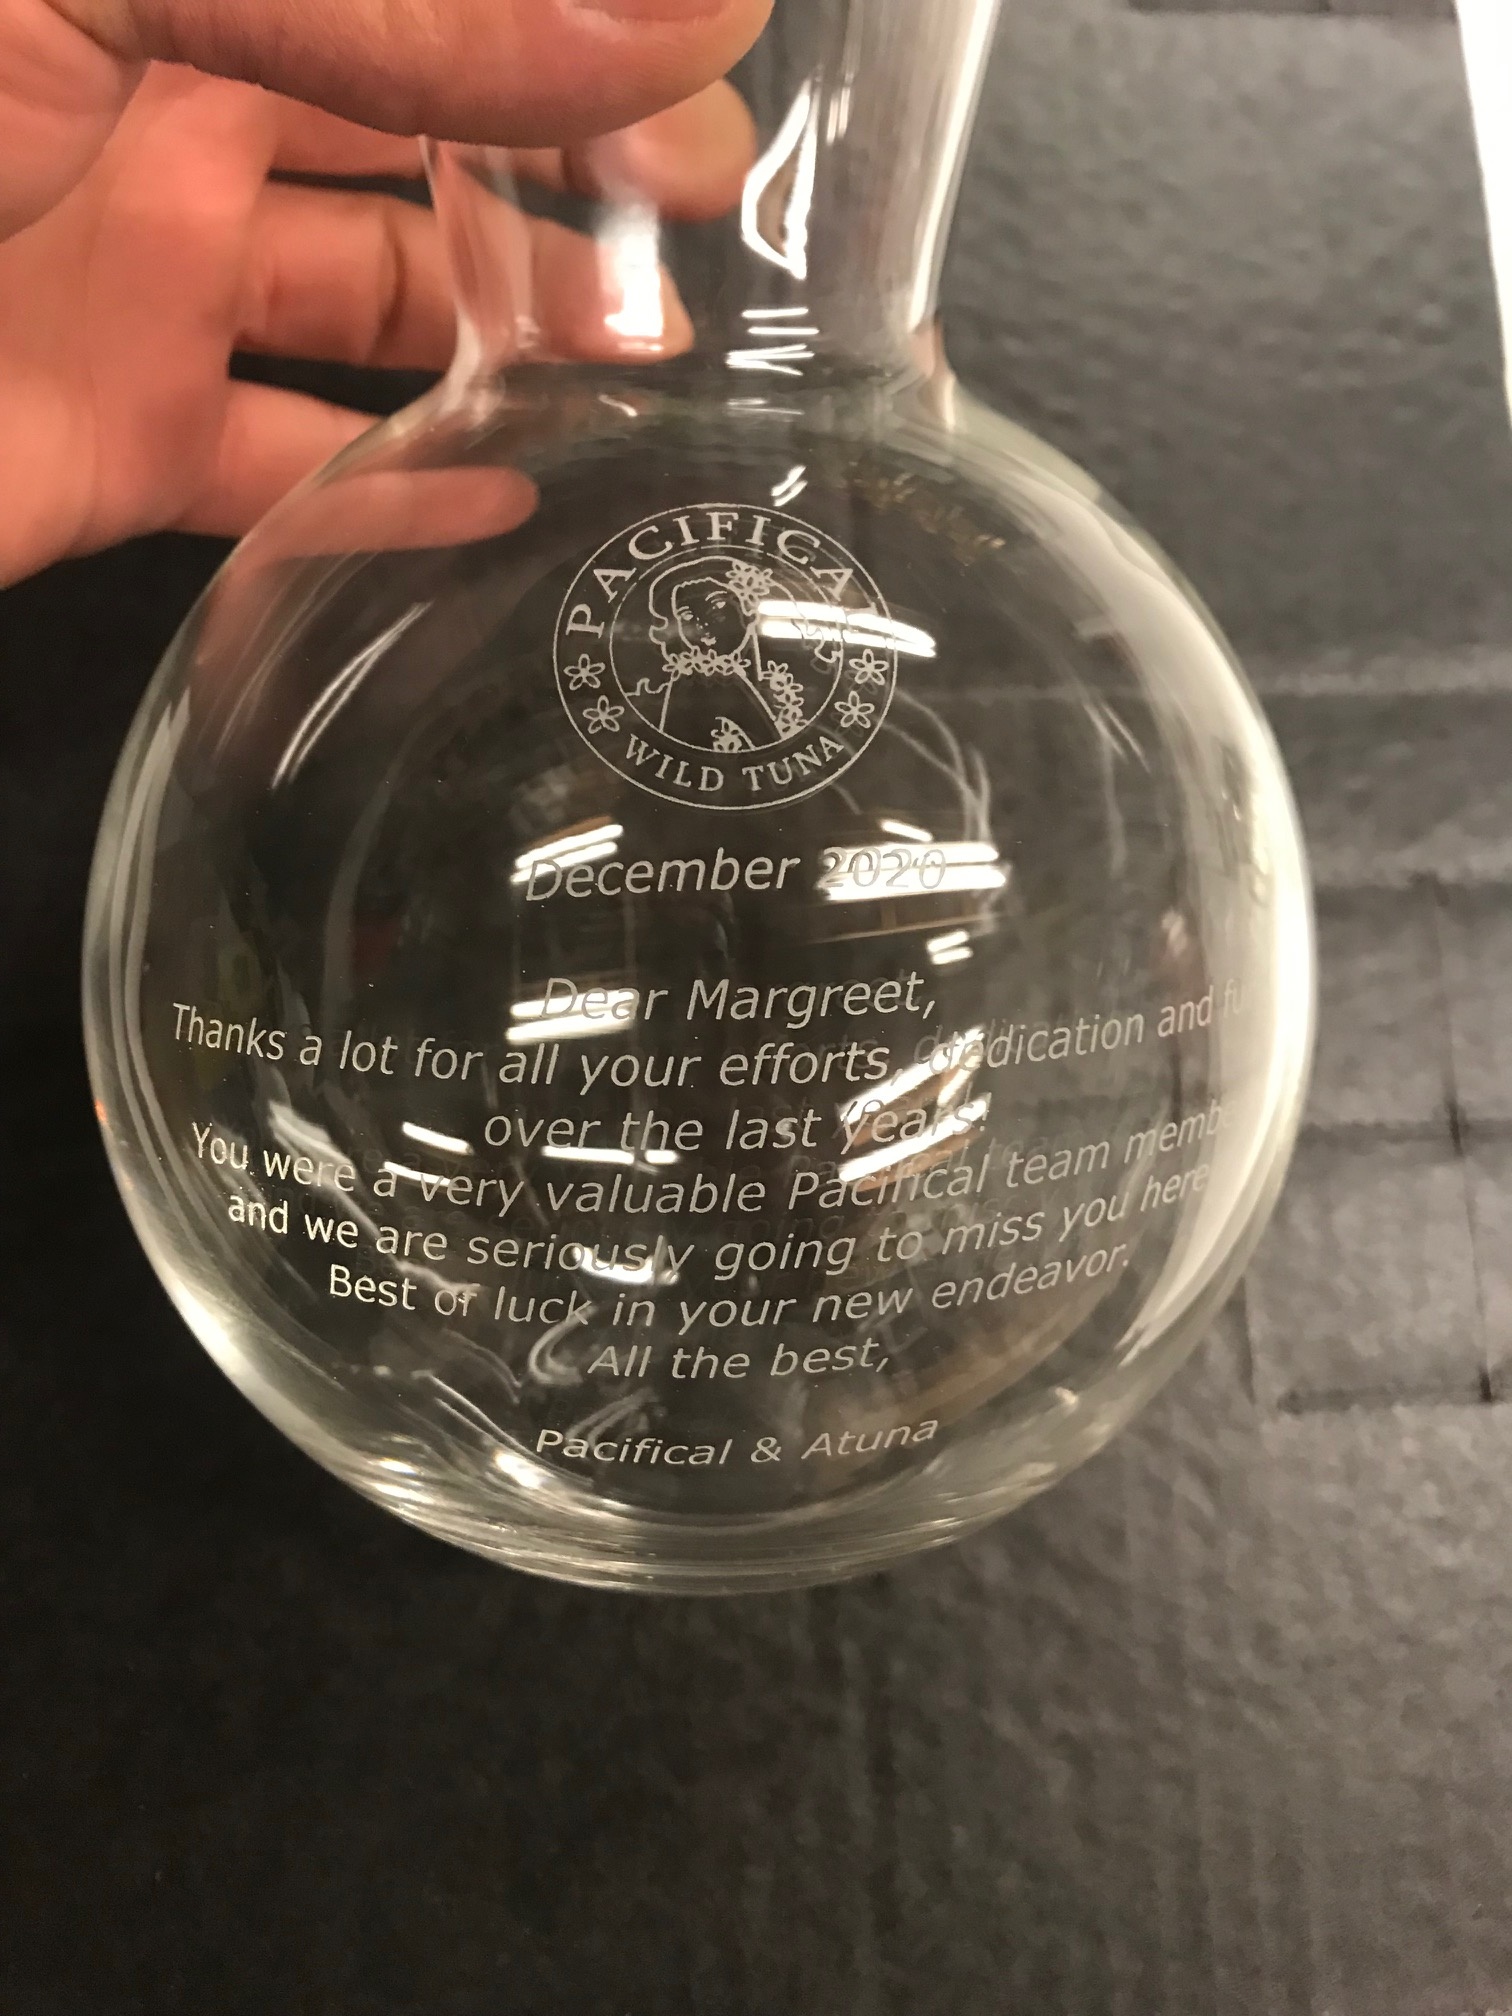 PACIFICAL
WILD TUNA
December 2020
Dear Margreet,
Thanks a lot for all your efforts, dedication and
over the last years!
You were a very valuable Pacifical team
and we are seriously going to miss you here
Best of luck in your new endeavor.
All the best,
Pacifical & Atuna